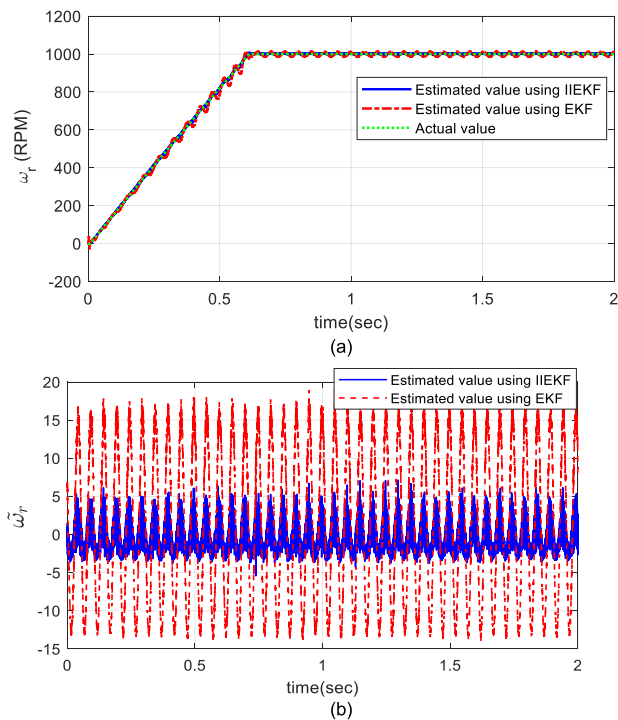 1200
1000
800
600
400
200
0
-200
ωr (RPM)
Estimated value using IIEKF
Estimated value using EKF
Actual value
0 0.5 1 1.5 2
time(sec)
(a)
20
15
10
5
0
-5
-10
-15
ω̃r
Estimated value using IIEKF
Estimated value using EKF
0 0.5 1 1.5 2
time(sec)
(b)